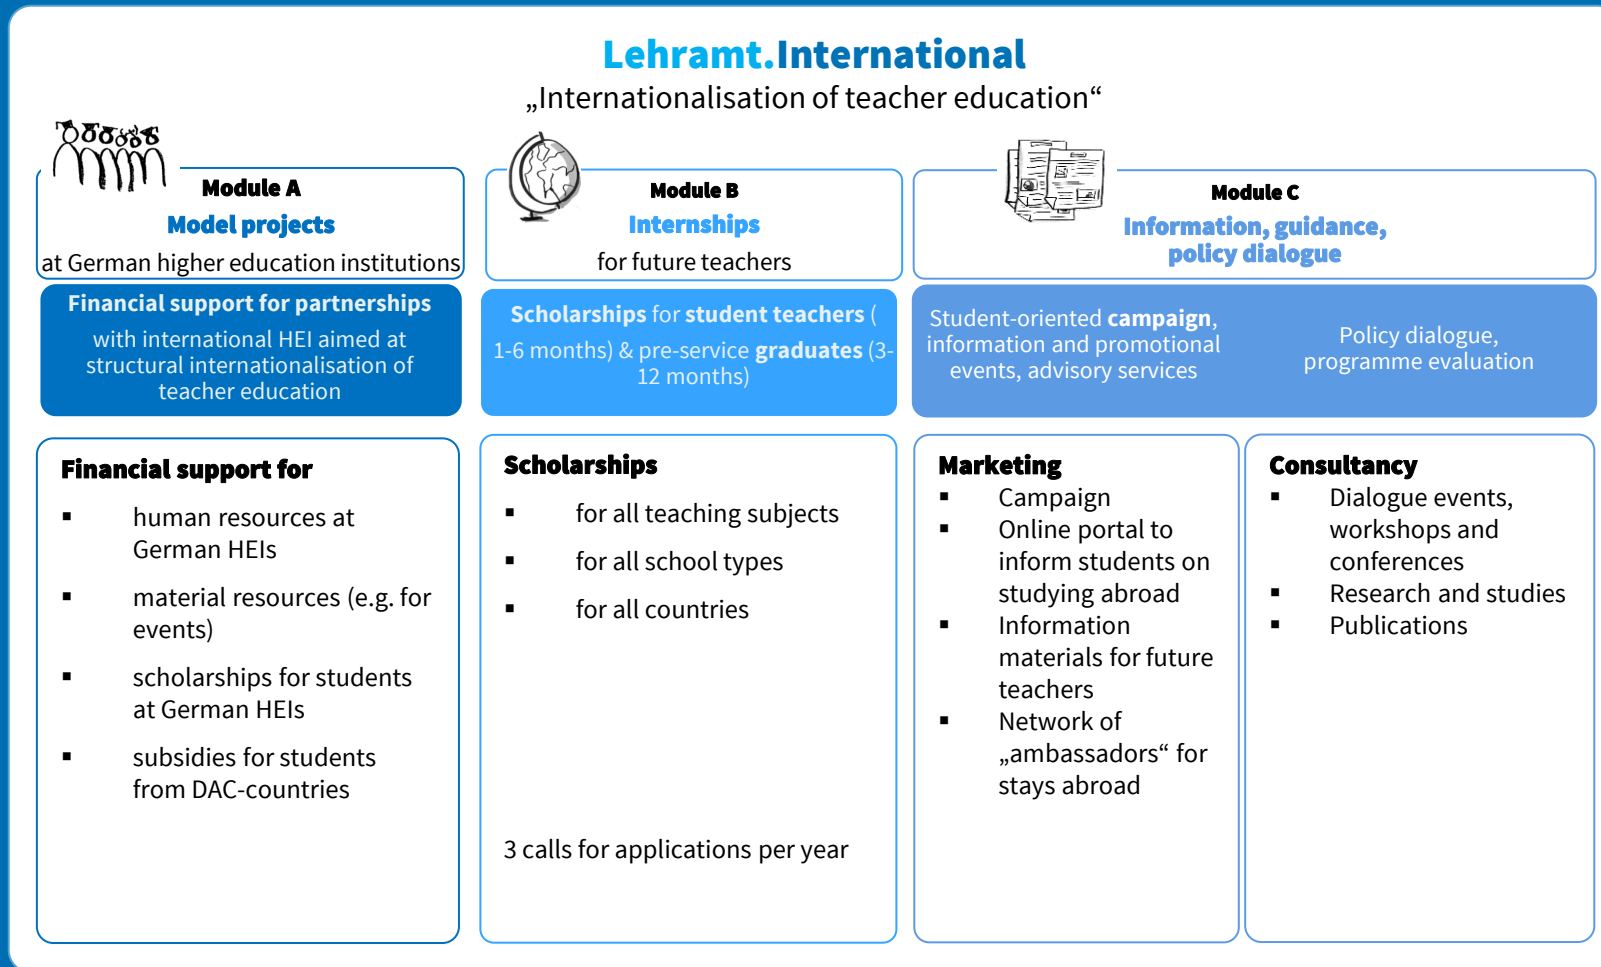 Lehramt.International
„Internationalisation of teacher education“
Module A
Model projects
at German higher education institutions
Financial support for partnerships
with international HEI aimed at
structural internationalisation of
teacher education
Financial support for
▪ human resources at
German HEIs
▪ material resources (e.g. for
events)
▪ scholarships for students
at German HEIs
▪ subsidies for students
from DAC-countries
Module B
Internships
for future teachers
Scholarships for student teachers (
1-6 months) & pre-service graduates (3-
12 months)
Scholarships
▪ for all teaching subjects
▪ for all school types
▪ for all countries
3 calls for applications per year
Module C
Information, guidance,
policy dialogue
Student-oriented campaign,
information and promotional
events, advisory services
Policy dialogue,
programme evaluation
Marketing
▪ Campaign
▪ Online portal to
inform students on
studying abroad
▪ Information
materials for future
teachers
▪ Network of
„ambassadors“ for
stays abroad
Consultancy
▪ Dialogue events,
workshops and
conferences
▪ Research and studies
▪ Publications